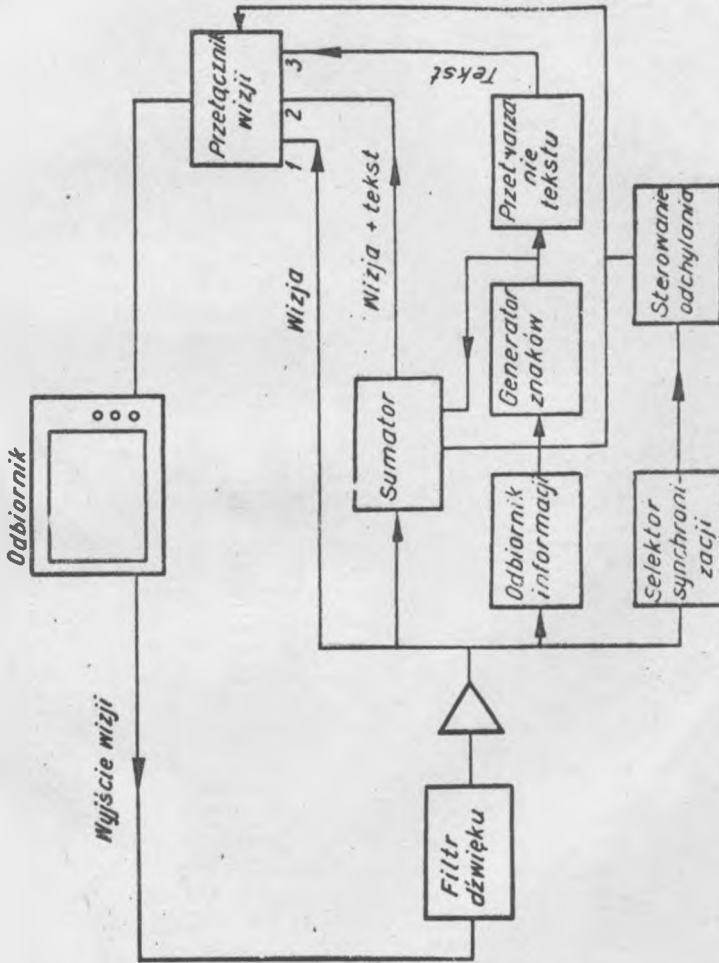 Odbiornik
Wyjście wizji
Przełącznik
wizji
1
2
3
Wizja
Wizja + tekst
Tekst
Sumator
Filtr
dźwięku
Odbiornik
informacji
Generator
znaków
Przetwarza
nie
tekstu
Selektor
synchroni-
zacji
Sterowanie
odchylania